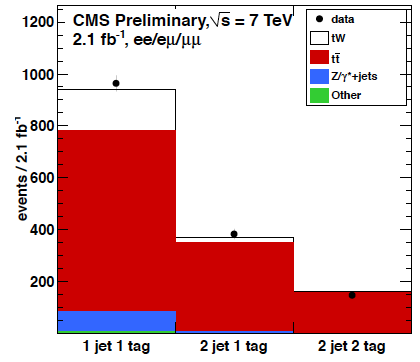 CMS Preliminary,√s = 7 TeV
2.1 fb⁻¹, ee/eμ/μμ
data
tW
tt̄
Z/γ*+jets
Other
events / 2.1 fb⁻¹
1200
1000
800
600
400
200
1 jet 1 tag
2 jet 1 tag
2 jet 2 tag